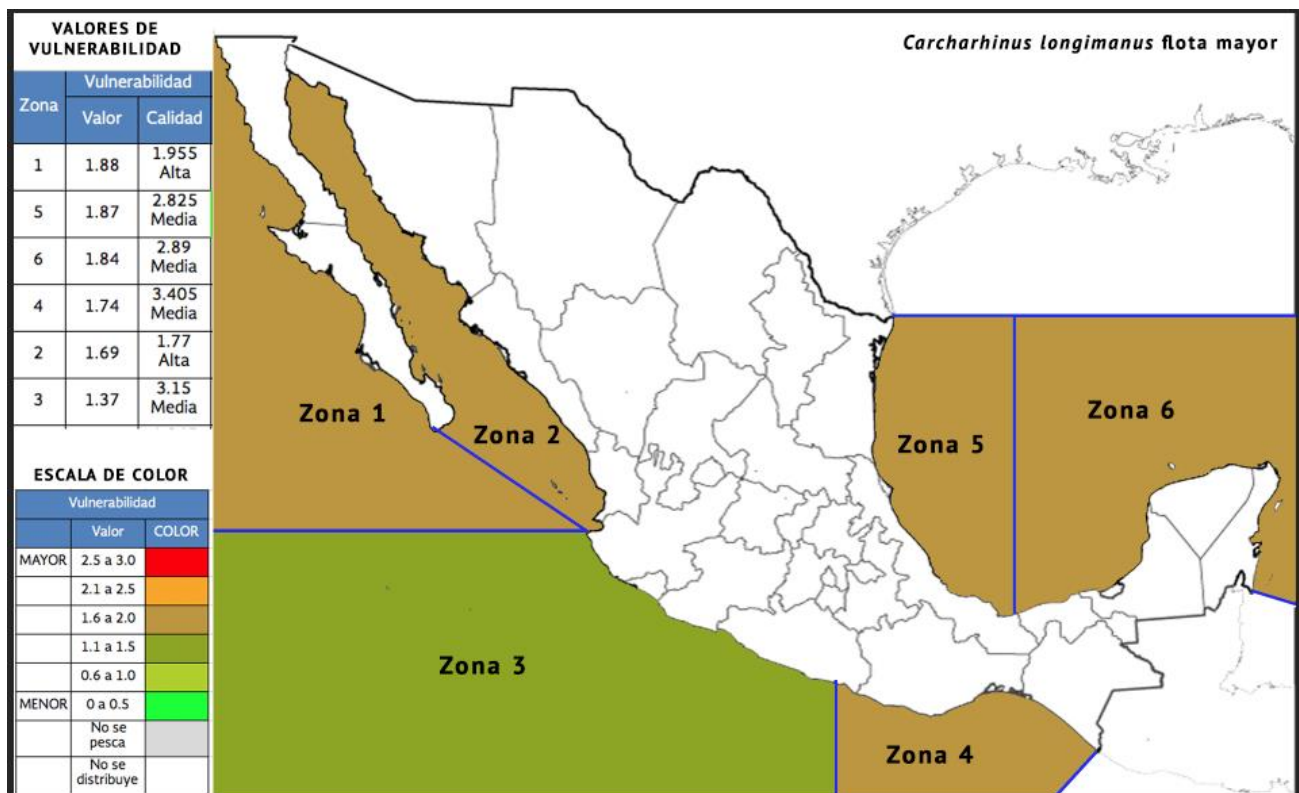 VALORES DE
VULNERABILIDAD
Zona
Vulnerabilidad
Valor
Calidad
1
1.88
1.955
Alta
5
1.87
2.825
Media
6
1.84
2.89
Media
4
1.74
3.405
Media
2
1.69
1.77
Alta
3
1.37
3.15
Media
ESCALA DE COLOR
Vulnerabilidad
Valor
COLOR
MAYOR
2.5 a 3.0
2.1 a 2.5
1.6 a 2.0
1.1 a 1.5
0.6 a 1.0
MENOR
0 a 0.5
No se
pesca
No se
distribuye
Carcharhinus longimanus flota mayor
Zona 1
Zona 2
Zona 5
Zona 6
Zona 3
Zona 4